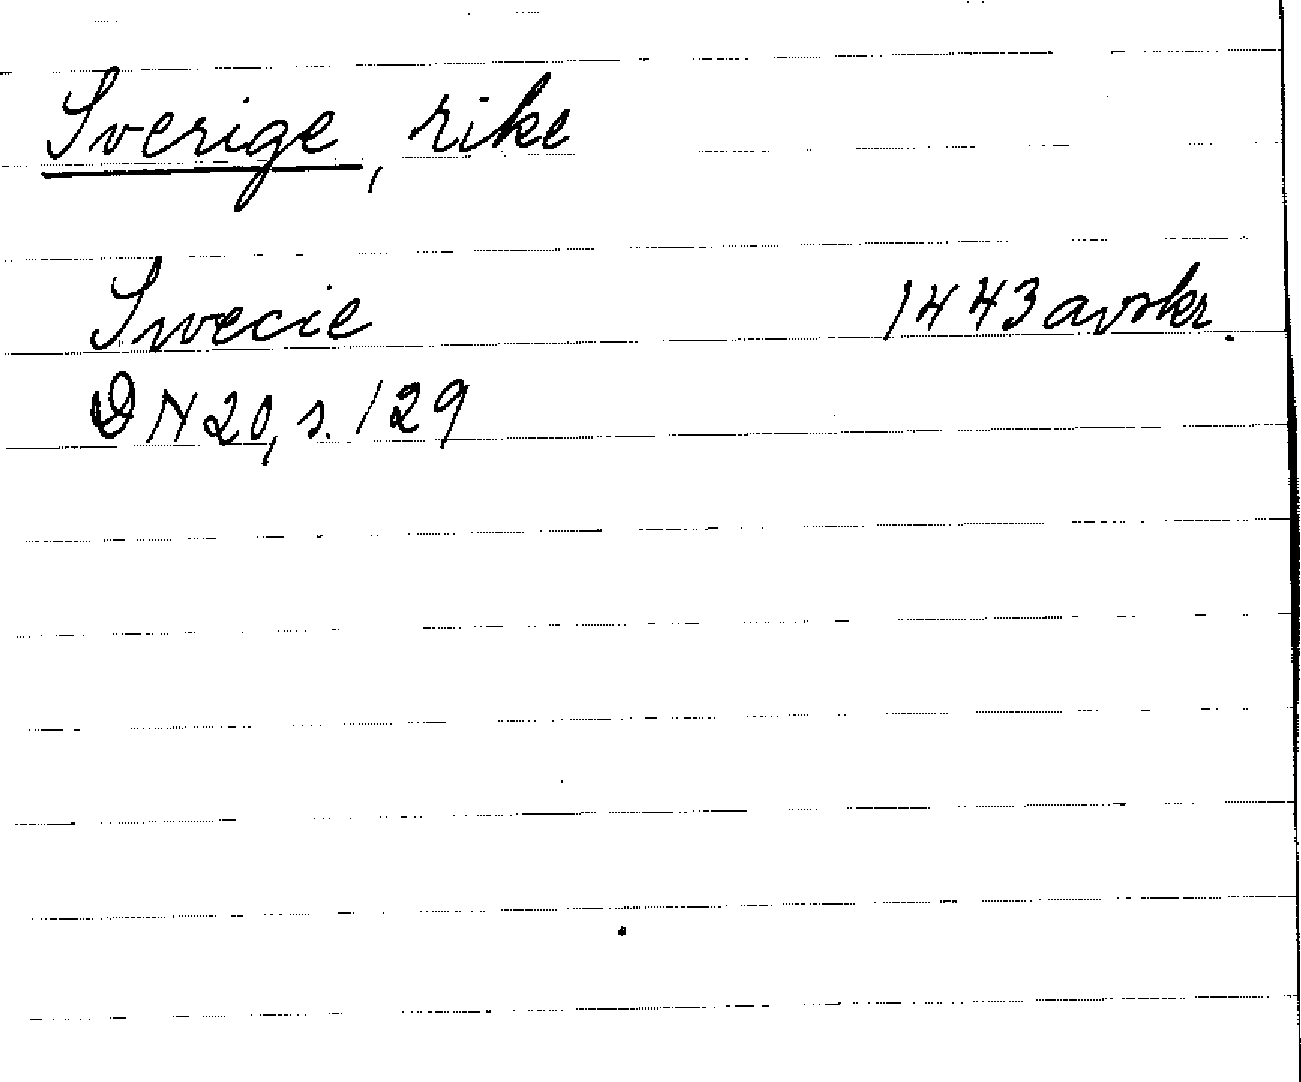 Sverige, rike
Swecie 1443 avskr.
DN 20, s. 129